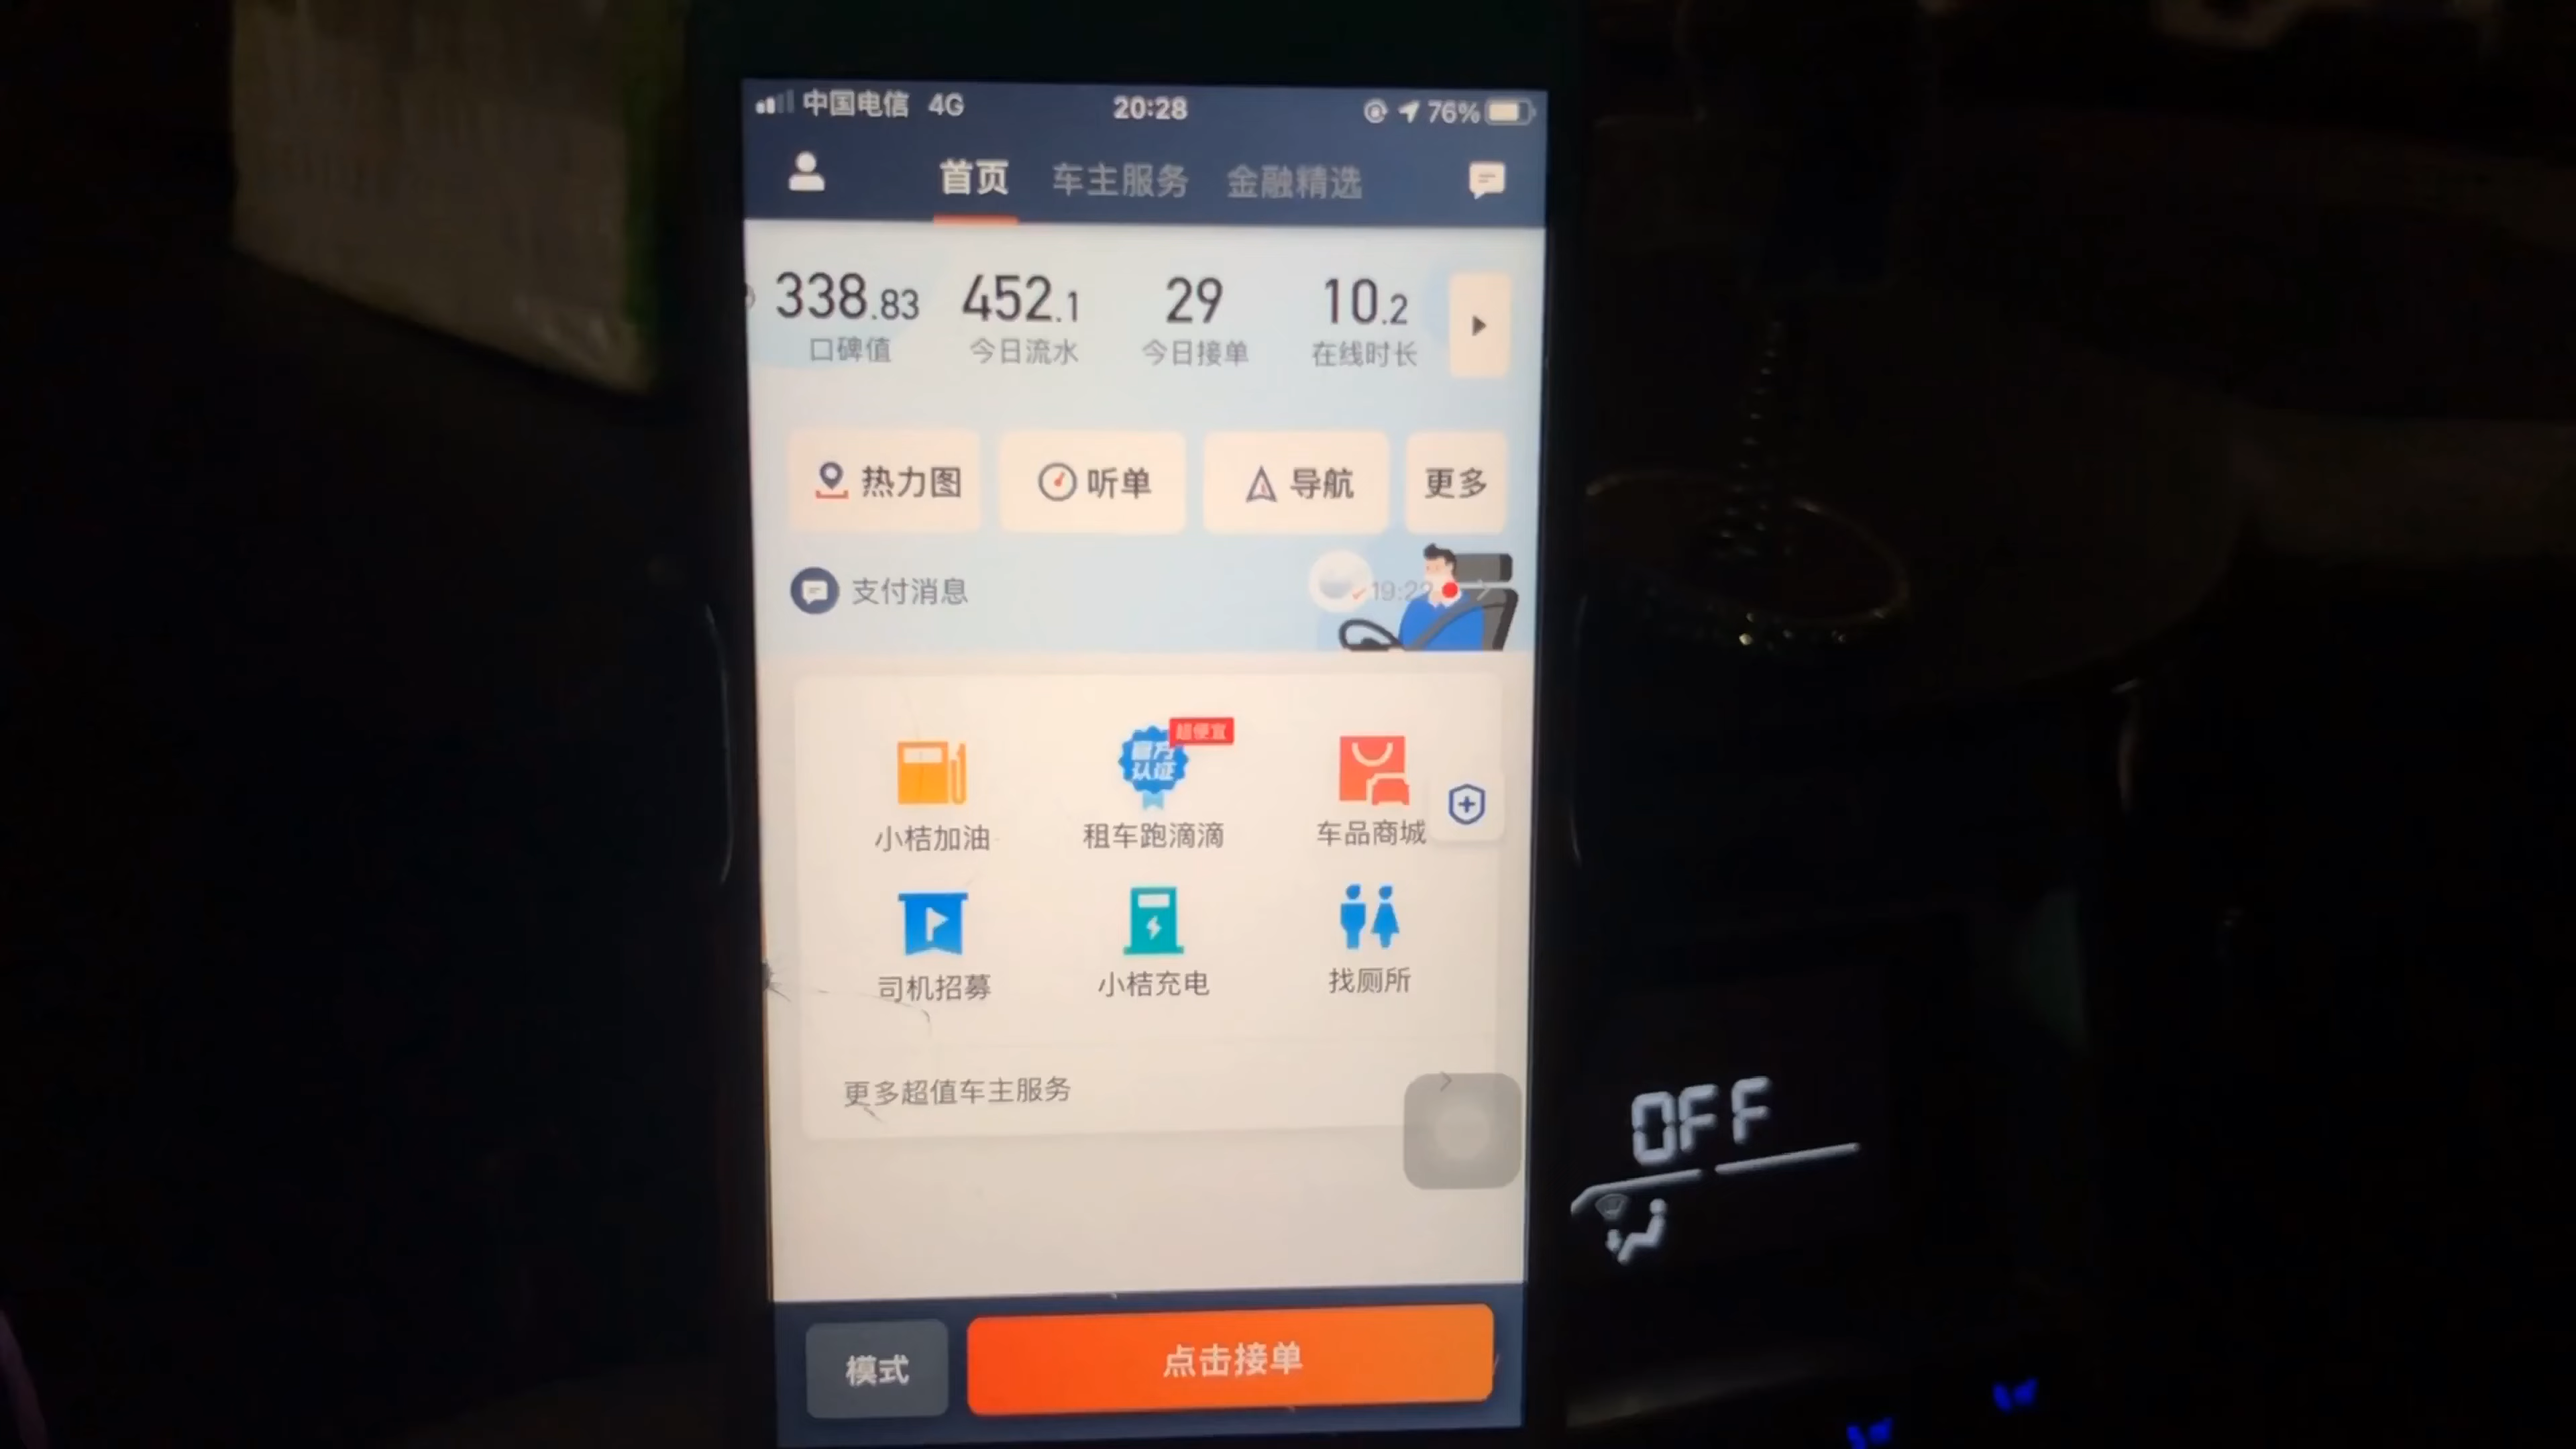 中国电信 4G 20:28 76%
首页 车主服务 金融精选
338.83 452.1 29 10.2
口碑值 今日流水 今日接单 在线时长
热力图 听单 导航 更多
支付消息
超便宜
官方
认证
小桔加油 租车跑滴滴 车品商城
司机招募 小桔充电 找厕所
更多超值车主服务
模式 点击接单
OFF